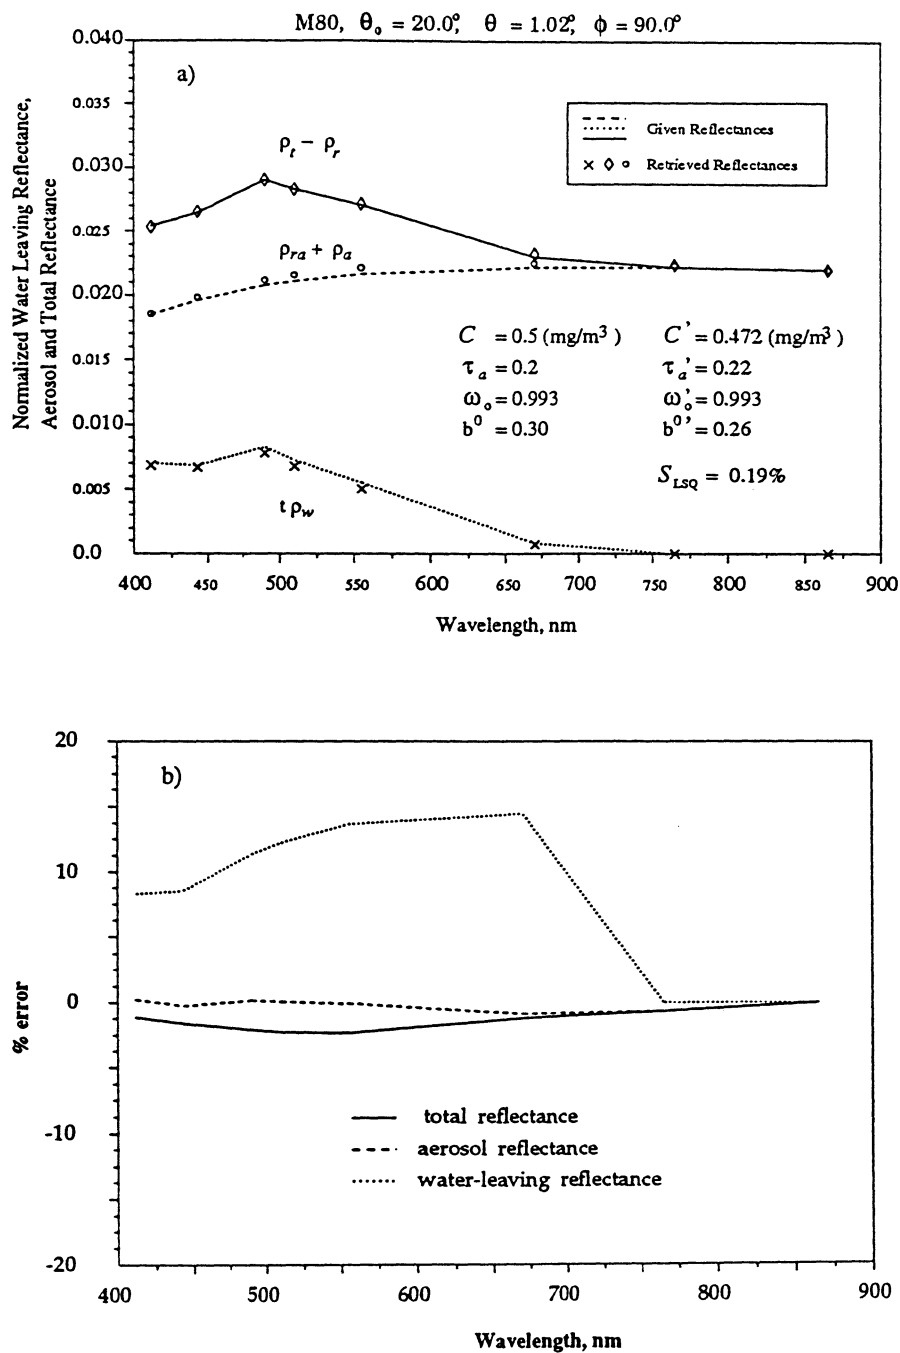 M80, θₒ = 20.0°, θ = 1.02°, ϕ = 90.0°
0.040
0.035
0.030
0.025
0.020
0.015
0.010
0.005
0.0
Normalized Water Leaving Reflectance,
Aerosol and Total Reflectance
a)
ρₜ − ρᵣ
Given Reflectances
× ◊ ○ Retrieved Reflectances
ρᵣₐ + ρₐ
C = 0.5 (mg/m³ ) C’ = 0.472 (mg/m³)
τₐ = 0.2 τₐ’ = 0.22
ωₒ = 0.993 ωₒ’ = 0.993
b⁰ = 0.30 b⁰’ = 0.26
S_LSQ = 0.19%
t ρ_w
400 450 500 550 600 650 700 750 800 850 900
Wavelength, nm
20
10
0
-10
-20
% error
b)
total reflectance
aerosol reflectance
water-leaving reflectance
400 500 600 700 800 900
Wavelength, nm